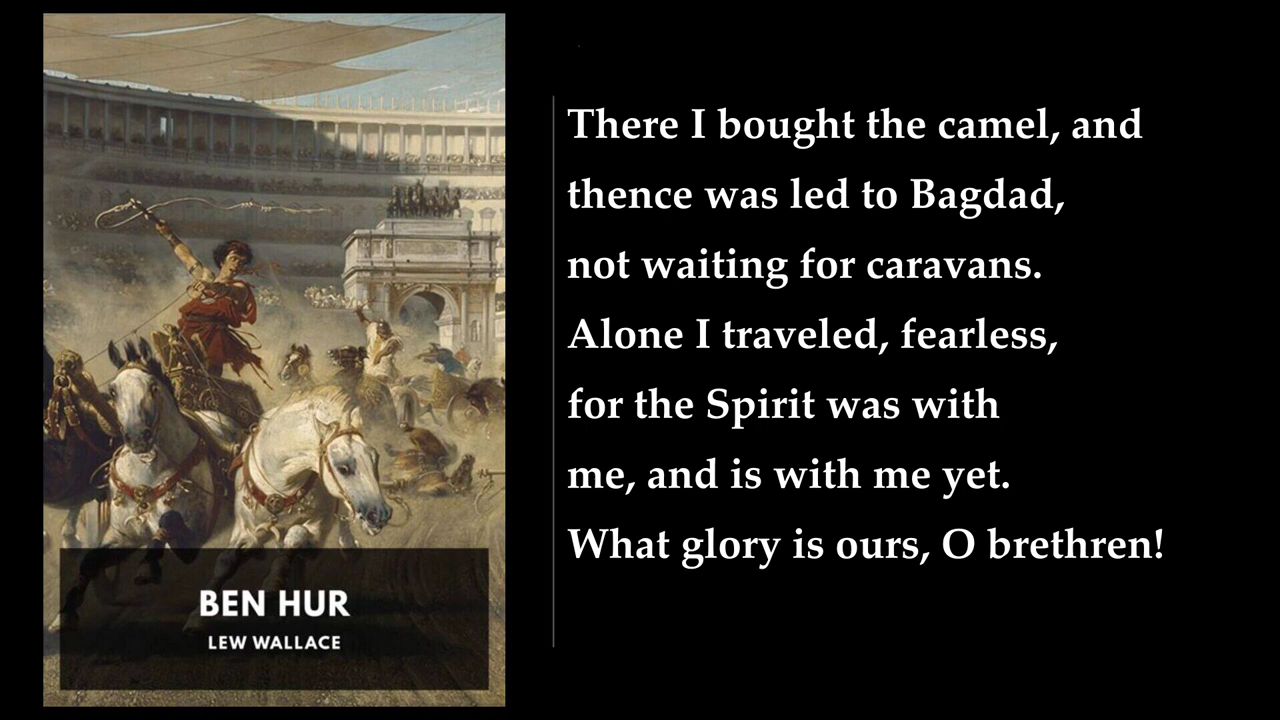 BEN HUR
LEW WALLACE
There I bought the camel, and
thence was led to Bagdad,
not waiting for caravans.
Alone I traveled, fearless,
for the Spirit was with
me, and is with me yet.
What glory is ours, O brethren!